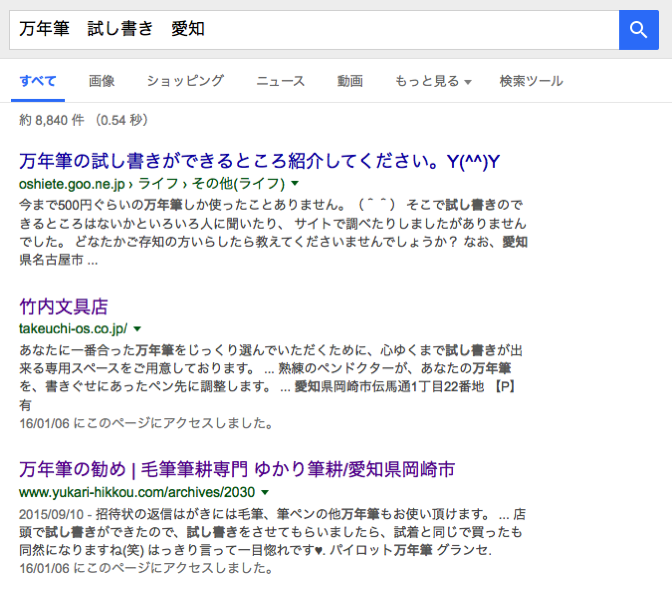 万年筆　試し書き　愛知
すべて 画像 ショッピング ニュース 動画 もっと見る 検索ツール
約 8,840 件 （0.54 秒）
万年筆の試し書きができるところ紹介してください。Y(^^)Y
oshiete.goo.ne.jp › ライフ › その他(ライフ)
今まで500円ぐらいの万年筆しか使ったことありません。（＾＾） そこで試し書きので
きるところはないかといろいろ人に聞いたり、 サイトで調べたりしましたがありません
でした。 どなたかご存知の方いらしたら教えてくださいませんでしょうか？ なお、愛知
県名古屋市 ...
竹内文具店
takeuchi-os.co.jp/
あなたに一番合った万年筆をじっくり選んでいただくために、心ゆくまで試し書きが出
来る専用スペースをご用意しております。 ... 熟練のペンドクターが、あなたの万年筆
を、書きぐせにあったペン先に調整します。 ... 愛知県岡崎市伝馬通1丁目22番地 【P】
有
16/01/06 にこのページにアクセスしました。
万年筆の勧め | 毛筆筆耕専門 ゆかり筆耕/愛知県岡崎市
www.yukari-hikkou.com/archives/2030
2015/09/10 - 招待状の返信はがきには毛筆、筆ペンの他万年筆もお使い頂けます。 ... 店
頭で試し書きができたので、試し書きをさせてもらいましたら、試着と同じで買ったも
同然になりますね(笑) はっきり言って一目惚れです♥. パイロット万年筆 グランセ.
16/01/06 にこのページにアクセスしました。